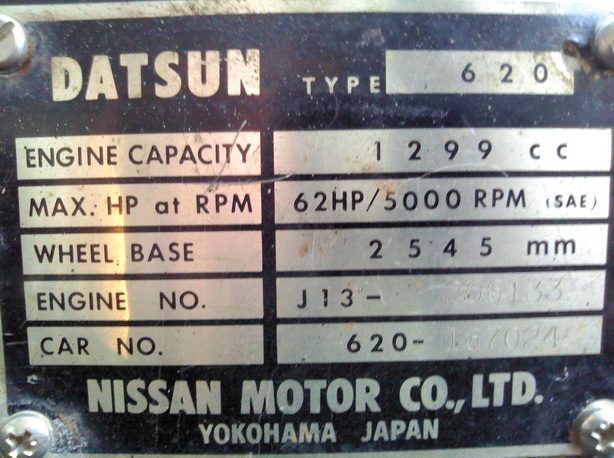 DATSUN TYPE 620
ENGINE CAPACITY 1299 cc
MAX. HP at RPM 62HP/5000 RPM (SAE)
WHEEL BASE 2545 mm
ENGINE NO. J13-
CAR NO. 620-
NISSAN MOTOR CO., LTD.
YOKOHAMA JAPAN